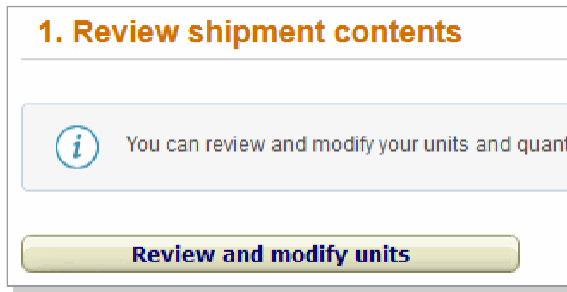 1. Review shipment contents
i
You can review and modify your units and quant
Review and modify units